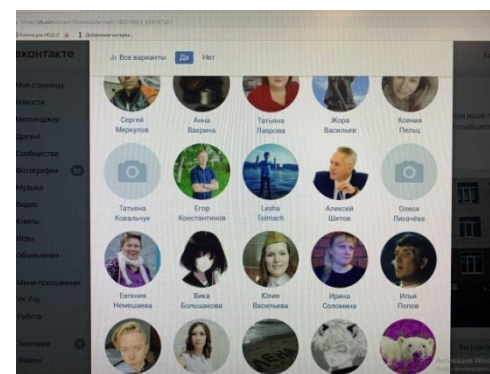 вконтакте
Все варианты Да Нет
Моя страница
Новости
Мессенджер
Друзья
Сообщества
Фотографии
Музыка
Видео
Клипы
Игры
Объявления
Мини-приложения
VK Pay
Работа
Закладки
Файлы
Сергей
Меркулов
Анна
Вахрина
Татьяна
Лаврова
Жора
Васильев
Ксения
Пельц
Татьяна
Ковальчук
Егор
Константинов
Lesha
Tolmach
Алексей
Шитов
Олеся
Лихачёва
Евгения
Немешаева
Вика
Большакова
Юлия
Васильева
Ирина
Соломина
Илья
Попов